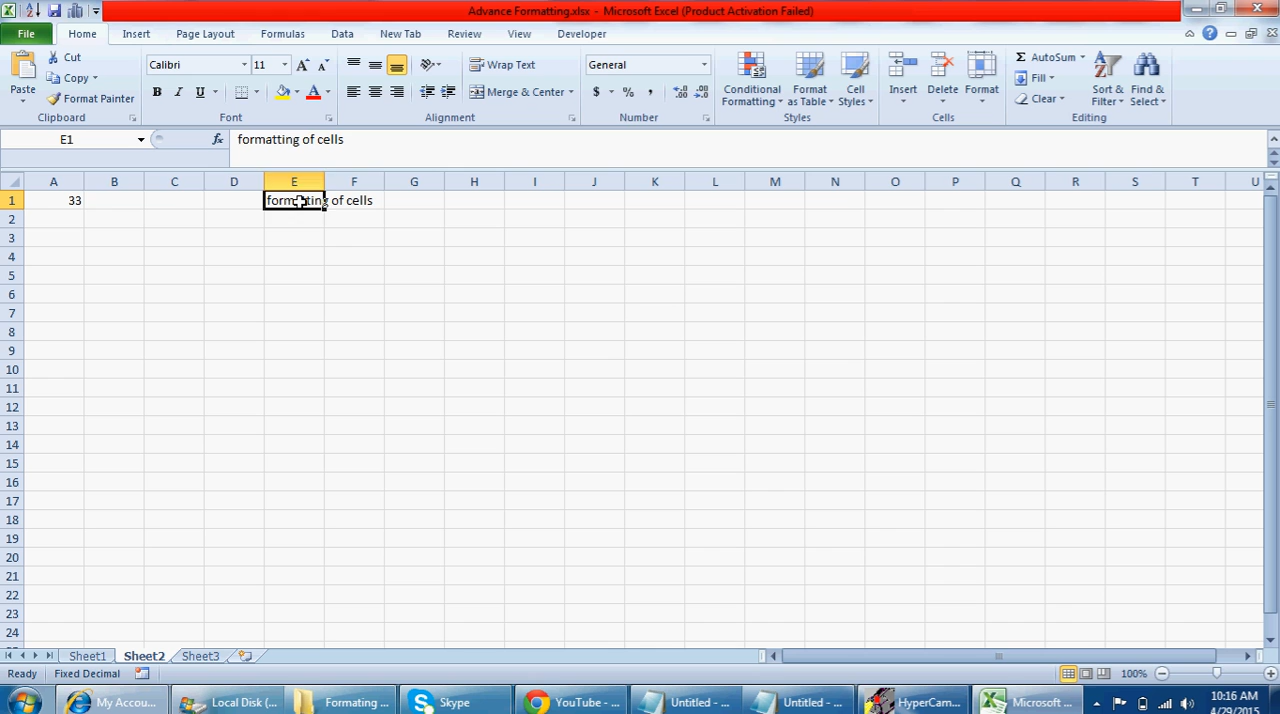 Advance Formatting.xlsx - Microsoft Excel (Product Activation Failed)
File Home Insert Page Layout Formulas Data New Tab Review View Developer
Cut
Copy
Format Painter
Paste
Clipboard
Calibri 11
B I U A
Font
Wrap Text
Merge & Center
Alignment
General
$ % ,
Number
Conditional Formatting
Format as Table
Cell Styles
Styles
Insert Delete Format
Cells
Σ AutoSum
Fill
Clear
Sort & Filter
Find & Select
Editing
E1 fx formatting of cells
A B C D E F G H I J K L M N O P Q R S T U
1 33 formatting of cells
2
3
4
5
6
7
8
9
10
11
12
13
14
15
16
17
18
19
20
21
22
23
24
Sheet1 Sheet2 Sheet3
Ready Fixed Decimal 100%
My Accou... Local Disk (... Formating ... Skype YouTube - ... Untitled - ... Untitled - ... HyperCam... Microsoft ... 10:16 AM
4/29/2015